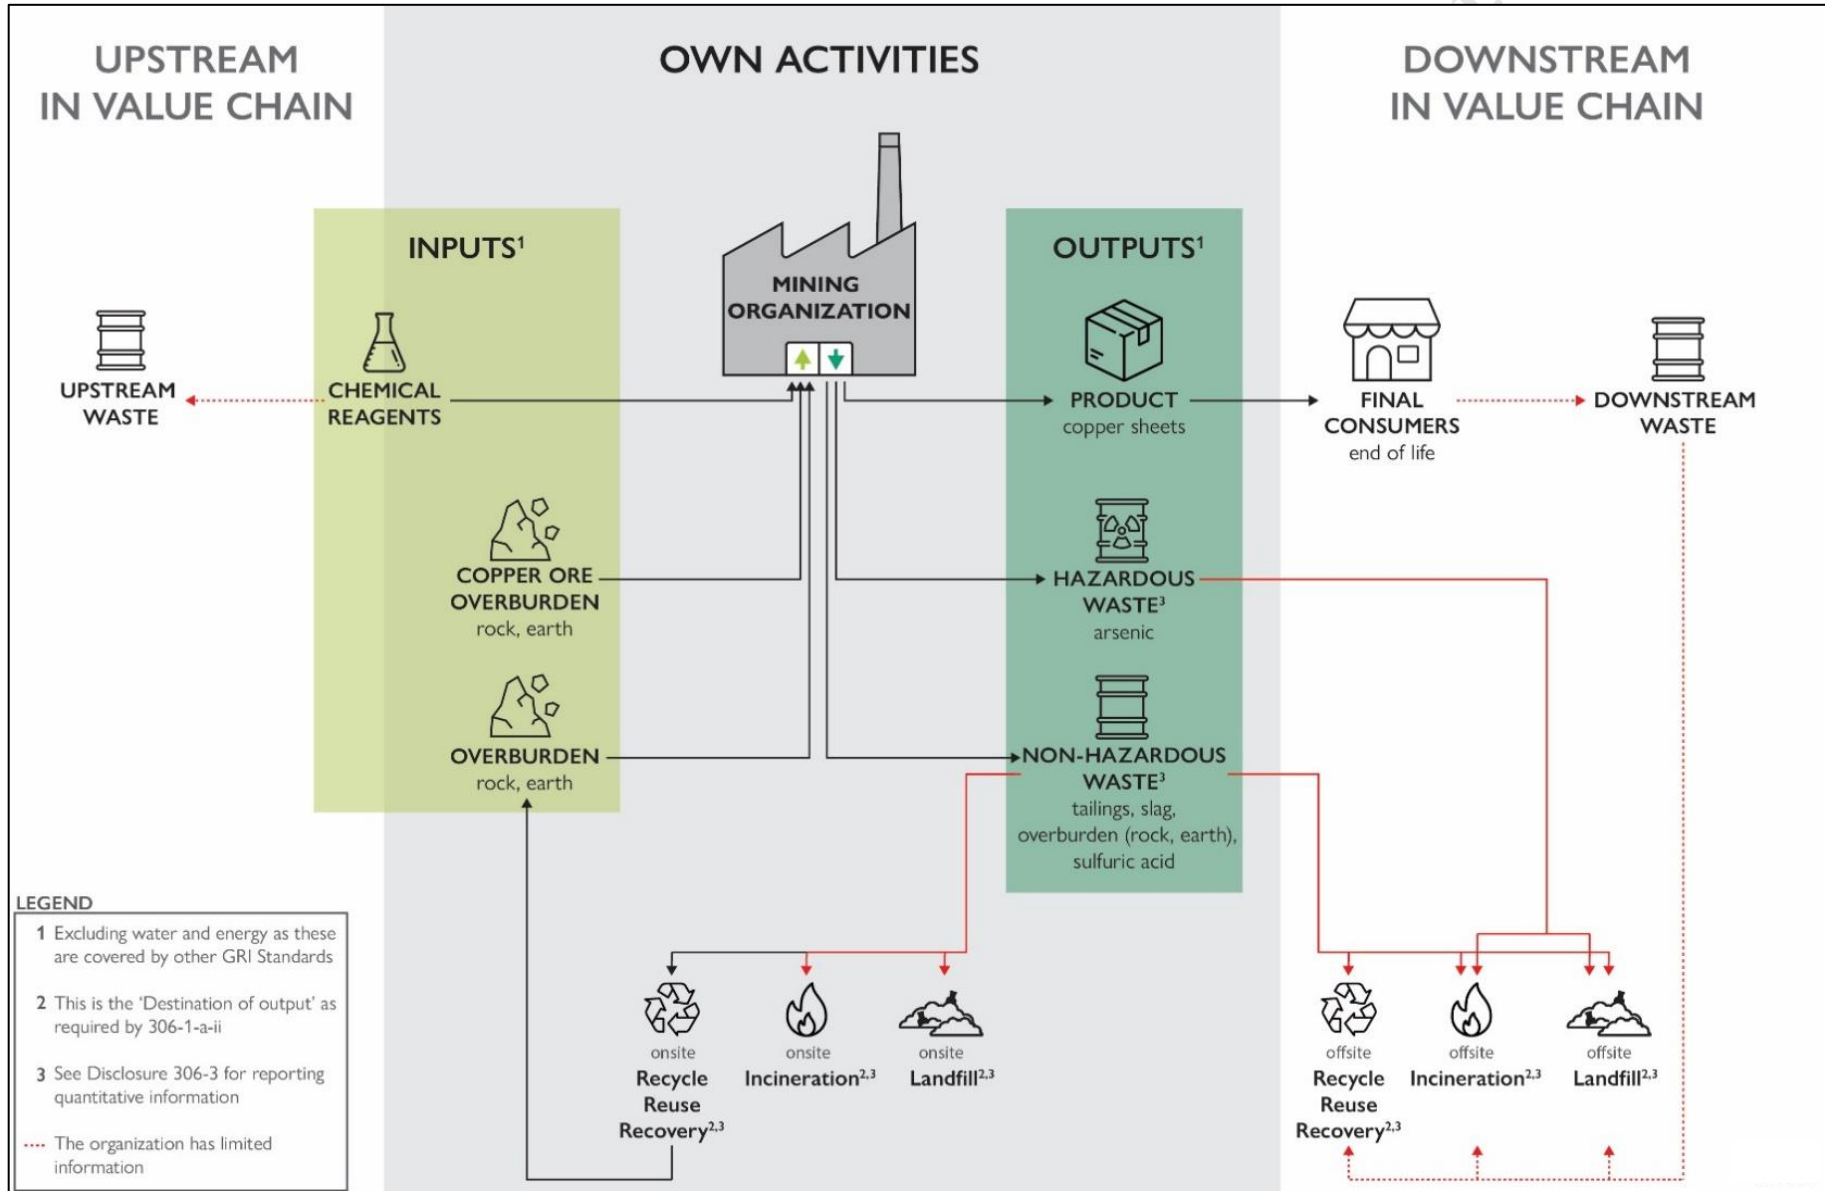 UPSTREAM
IN VALUE CHAIN
OWN ACTIVITIES
DOWNSTREAM
IN VALUE CHAIN
INPUTS¹
MINING
ORGANIZATION
OUTPUTS¹
UPSTREAM
WASTE
CHEMICAL
REAGENTS
PRODUCT
copper sheets
FINAL
CONSUMERS
end of life
DOWNSTREAM
WASTE
COPPER ORE
OVERBURDEN
rock, earth
HAZARDOUS
WASTE³
arsenic
OVERBURDEN
rock, earth
NON-HAZARDOUS
WASTE³
tailings, slag,
overburden (rock, earth),
sulfuric acid
LEGEND
1 Excluding water and energy as these
are covered by other GRI Standards
2 This is the 'Destination of output' as
required by 306-1-a-ii
3 See Disclosure 306-3 for reporting
quantitative information
The organization has limited
information
onsite
Recycle
Reuse
Recovery²,³
onsite
Incineration²,³
onsite
Landfill²,³
offsite
Recycle
Reuse
Recovery²,³
offsite
Incineration²,³
offsite
Landfill²,³